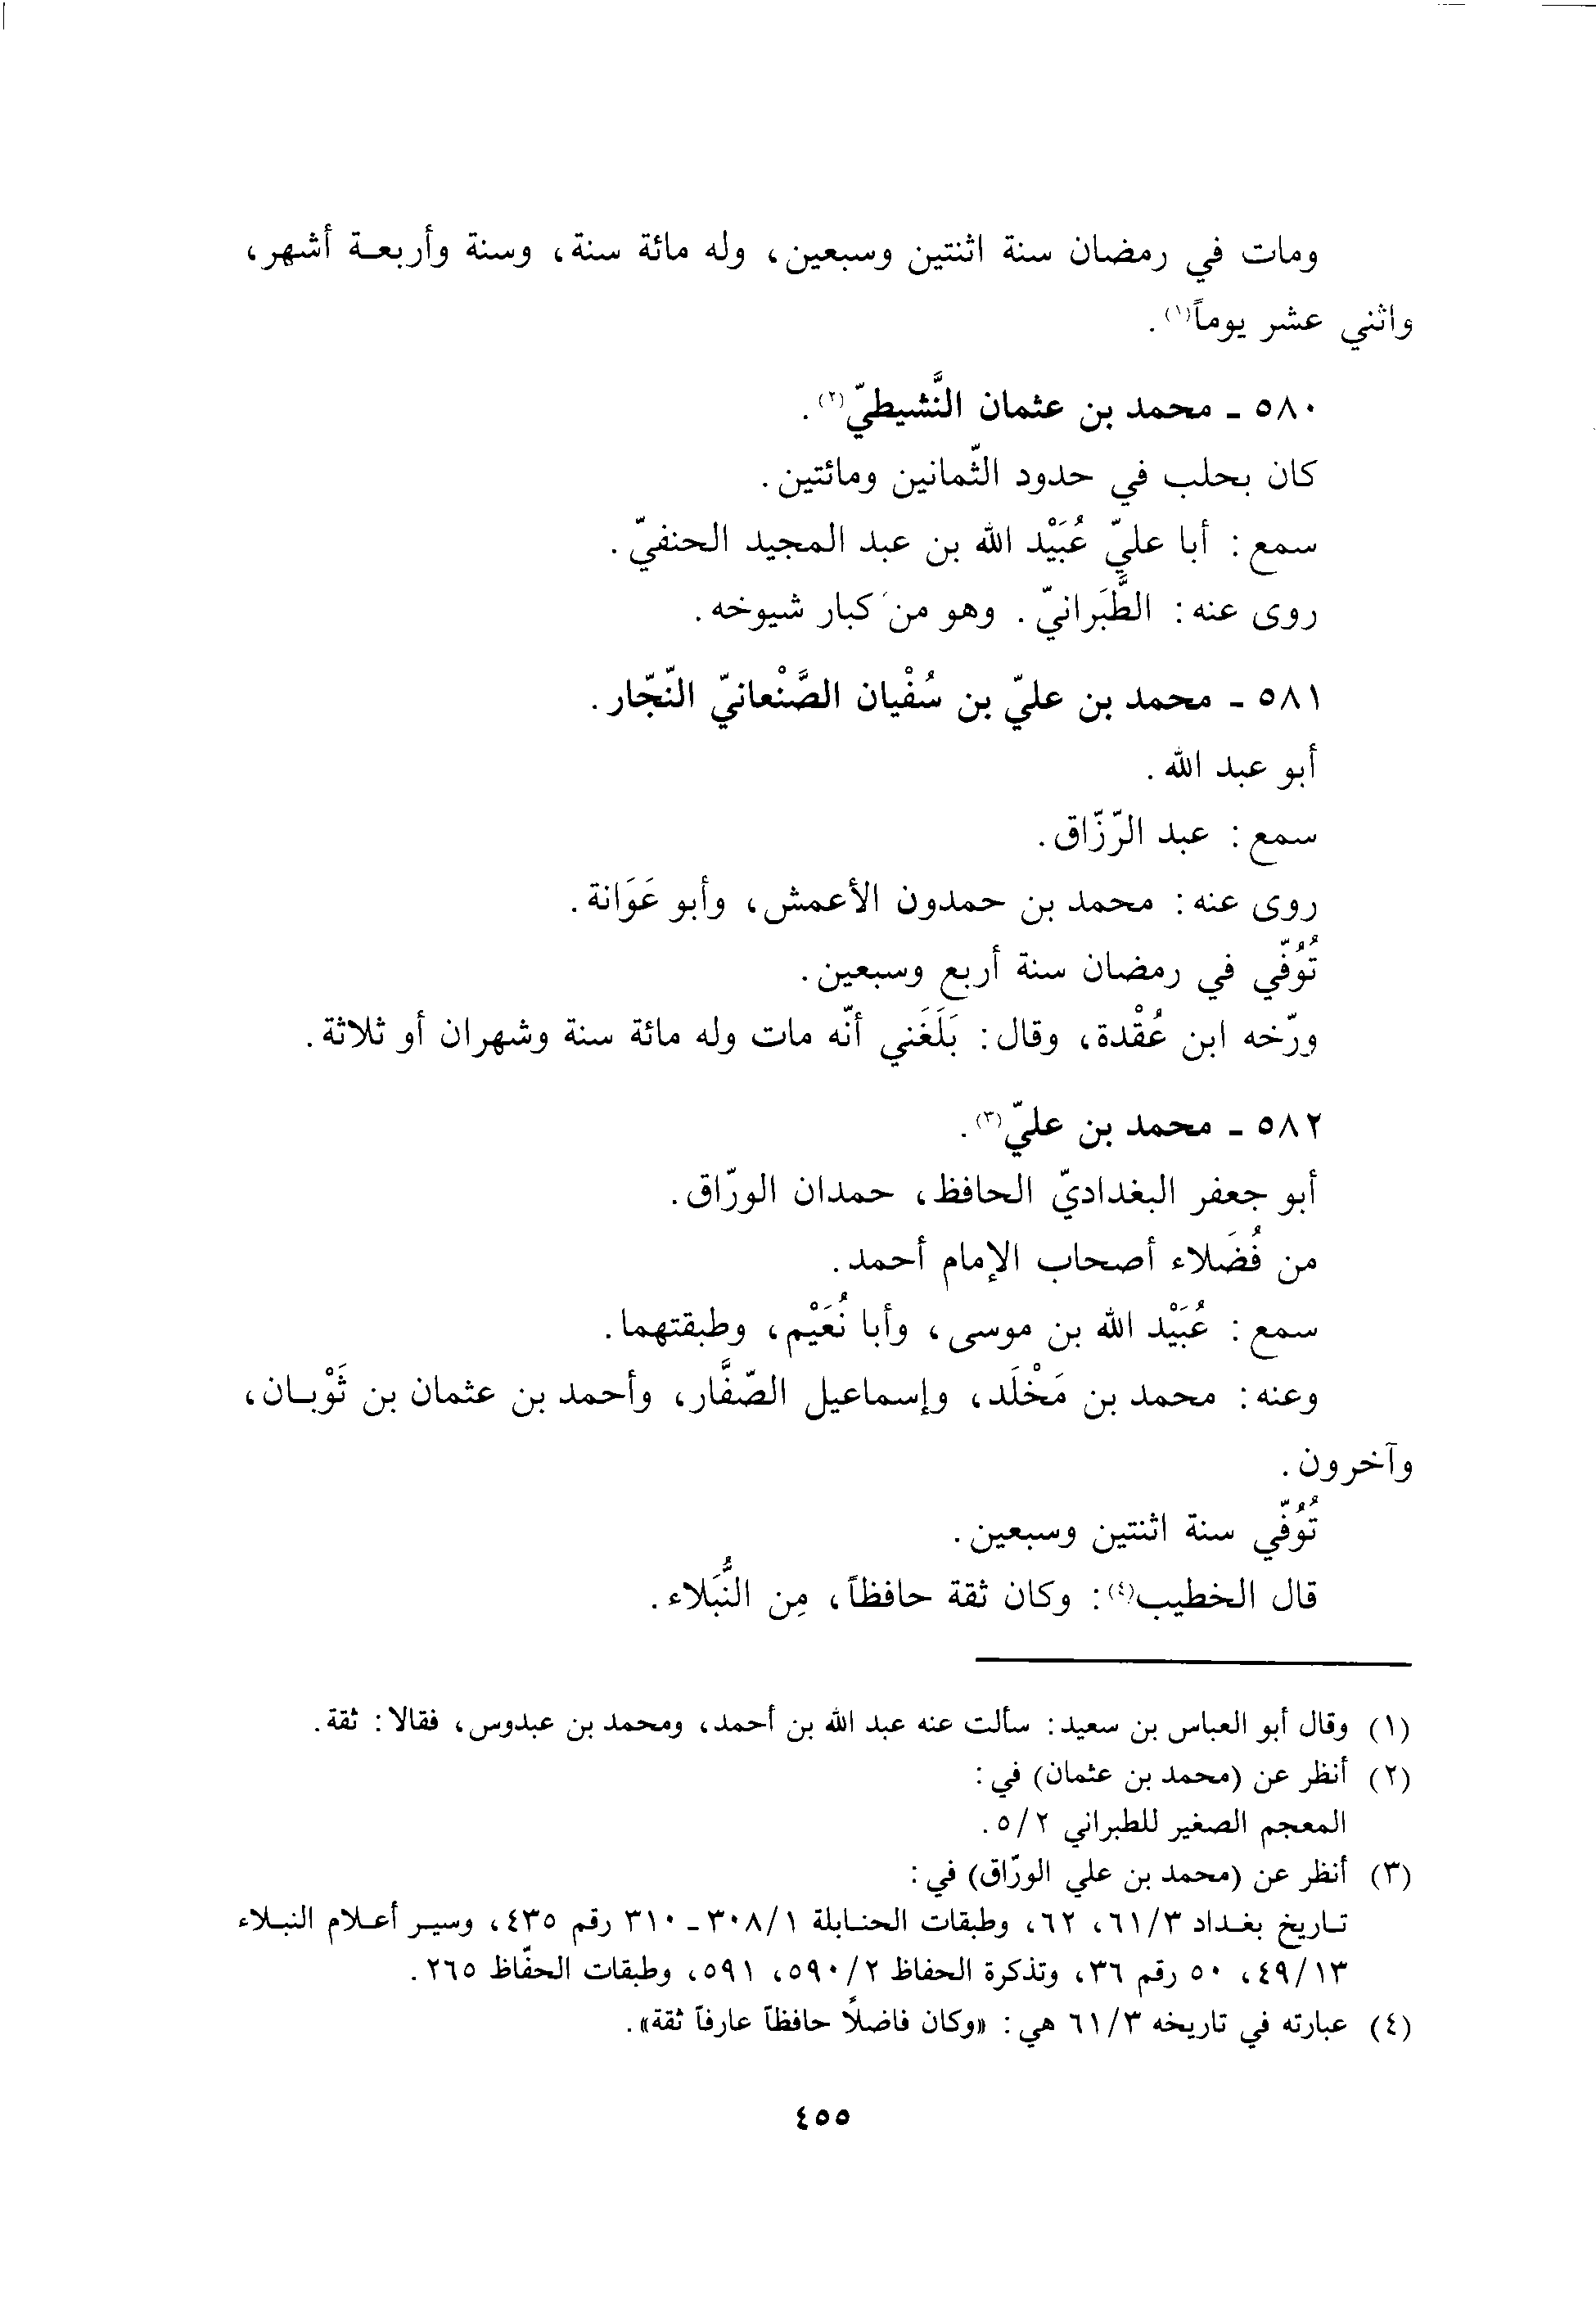 ومات في رمضان سنة اثنتين وسبعين، وله مائة سنة، وسنة وأربعة أشهر،
واثني عشر يوماً(١).
٥٨٠ - محمد بن عثمان النَّشيطيّ(٢).
كان بحلب في حدود الثّمانين ومائتين.
سمع: أبا عليّ عُبَيْد الله بن عبد المجيد الحنفيّ.
روى عنه: الطَّبَرانيّ. وهو من كبار شيوخه.
٥٨١ - محمد بن عليّ بن سُفْيان الصَّنْعانيّ النّجّار.
أبو عبد الله.
سمع: عبد الرّزّاق.
روى عنه: محمد بن حمدون الأعمش، وأبو عَوَانة.
تُوُفّي في رمضان سنة أربع وسبعين.
ورّخه ابن عُقْدة، وقال: بَلَغَني أنّه مات وله مائة سنة وشهران أو ثلاثة.
٥٨٢ - محمد بن عليّ(٣).
أبو جعفر البغداديّ الحافظ، حمدان الورّاق.
من فُضَلاء أصحاب الإمام أحمد.
سمع: عُبَيْد الله بن موسى، وأبا نُعَيْم، وطبقتهما.
وعنه: محمد بن مَخْلَد، وإسماعيل الصّفَّار، وأحمد بن عثمان بن ثَوْبان،
وآخرون.
تُوُفّي سنة اثنتين وسبعين.
قال الخطيب(٤): وكان ثقة حافظاً، مِن النُّبَلاء.
(١) وقال أبو العباس بن سعيد: سألت عنه عبد الله بن أحمد، ومحمد بن عبدوس، فقالا: ثقة.
(٢) أنظر عن (محمد بن عثمان) في:
المعجم الصغير للطبراني ٥/٢.
(٣) أنظر عن (محمد بن علي الورّاق) في:
تاريخ بغداد ٦١/٣، ٦٢، وطبقات الحنابلة ٣٠٨/١ - ٣١٠ رقم ٤٣٥، وسير أعلام النبلاء
٤٩/١٣، ٥٠ رقم ٣٦، وتذكرة الحفاظ ٥٩٠/٢، ٥٩١، وطبقات الحفّاظ ٢٦٥.
(٤) عبارته في تاريخه ٦١/٣ هي: «وكان فاضلاً حافظاً عارفاً ثقة».
٤٥٥